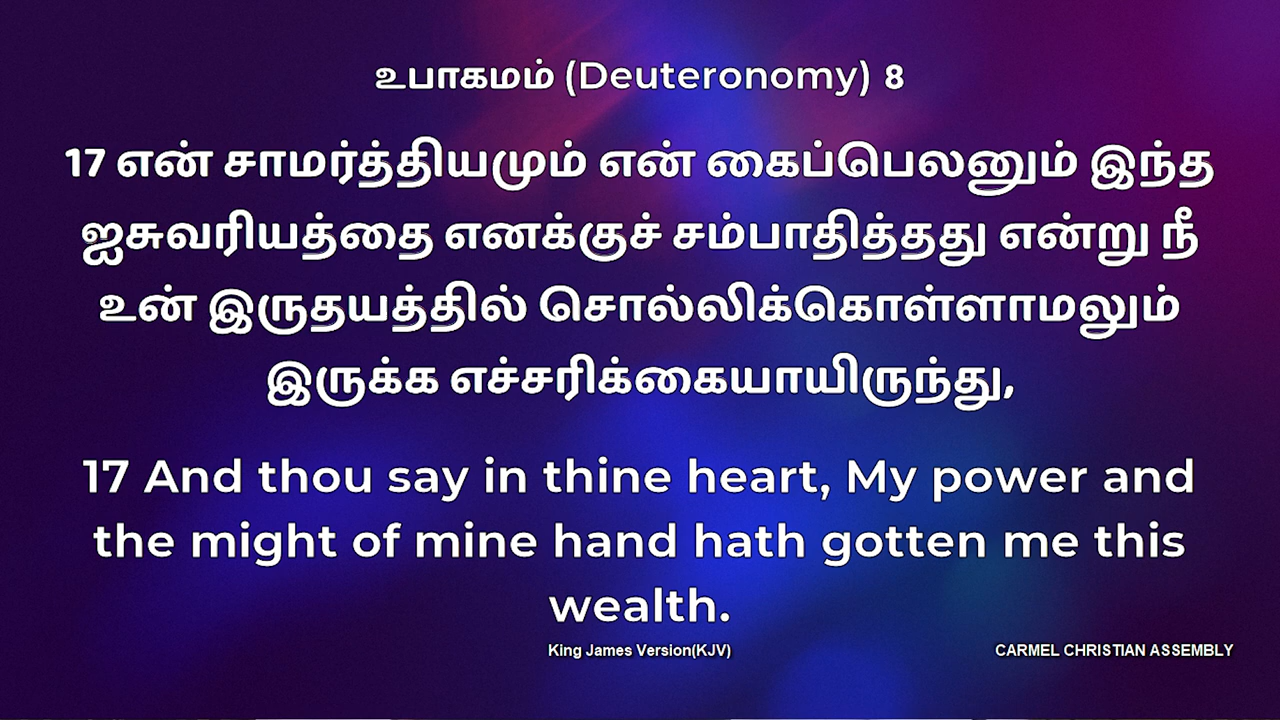 உபாகமம் (Deuteronomy) 8
17 என் சாமர்த்தியமும் என் கைப்பெலனும் இந்த
ஐசுவரியத்தை எனக்குச் சம்பாதித்தது என்று நீ
உன் இருதயத்தில் சொல்லிக்கொள்ளாமலும்
இருக்க எச்சரிக்கையாயிருந்து,
17 And thou say in thine heart, My power and
the might of mine hand hath gotten me this
wealth.
King James Version(KJV)
CARMEL CHRISTIAN ASSEMBLY